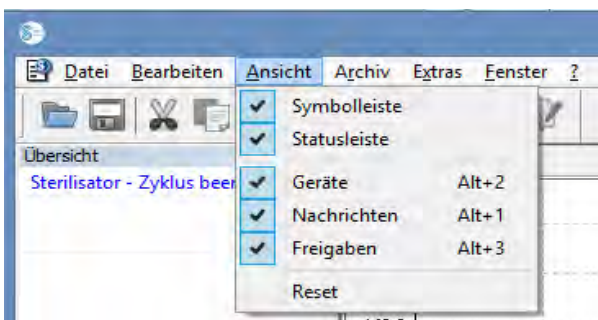 Datei Bearbeiten Ansicht Archiv Extras Fenster ?
Symbolleiste
Statusleiste
Übersicht
Sterilisator - Zyklus
Geräte Alt+2
Nachrichten Alt+1
Freigaben Alt+3
Reset